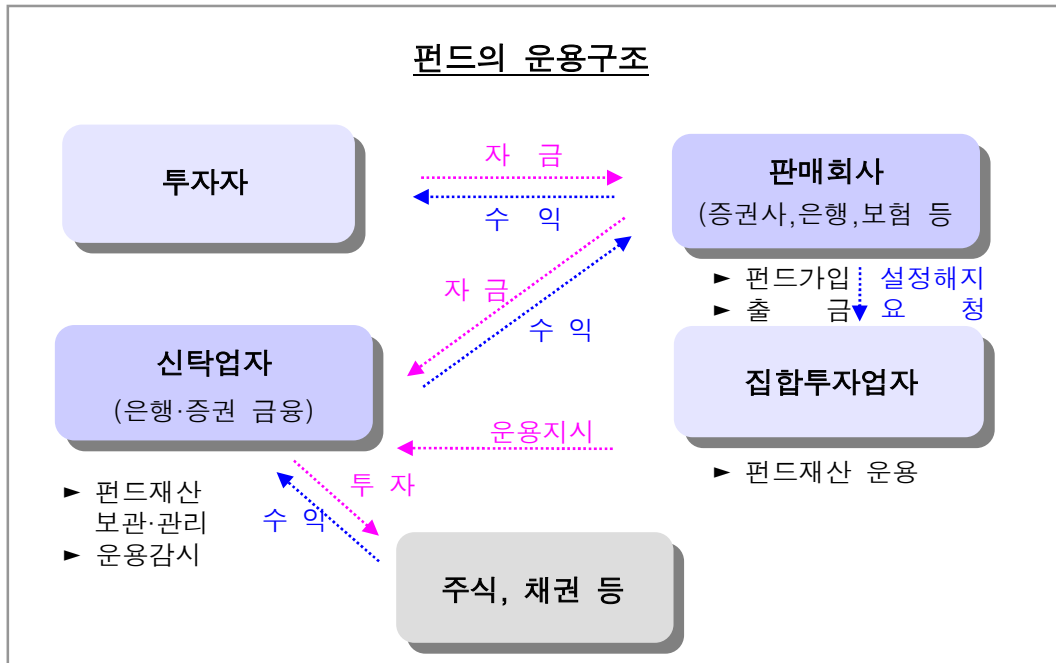 펀드의 운용구조
투자자
자 금
수 익
판매회사
(증권사,은행,보험 등
► 펀드가입
► 출 금
설정해지
요 청
자 금
수 익
신탁업자
(은행·증권 금융)
집합투자업자
운용지시
► 펀드재산 운용
► 펀드재산
보관·관리
► 운용감시
투 자
수 익
주식, 채권 등